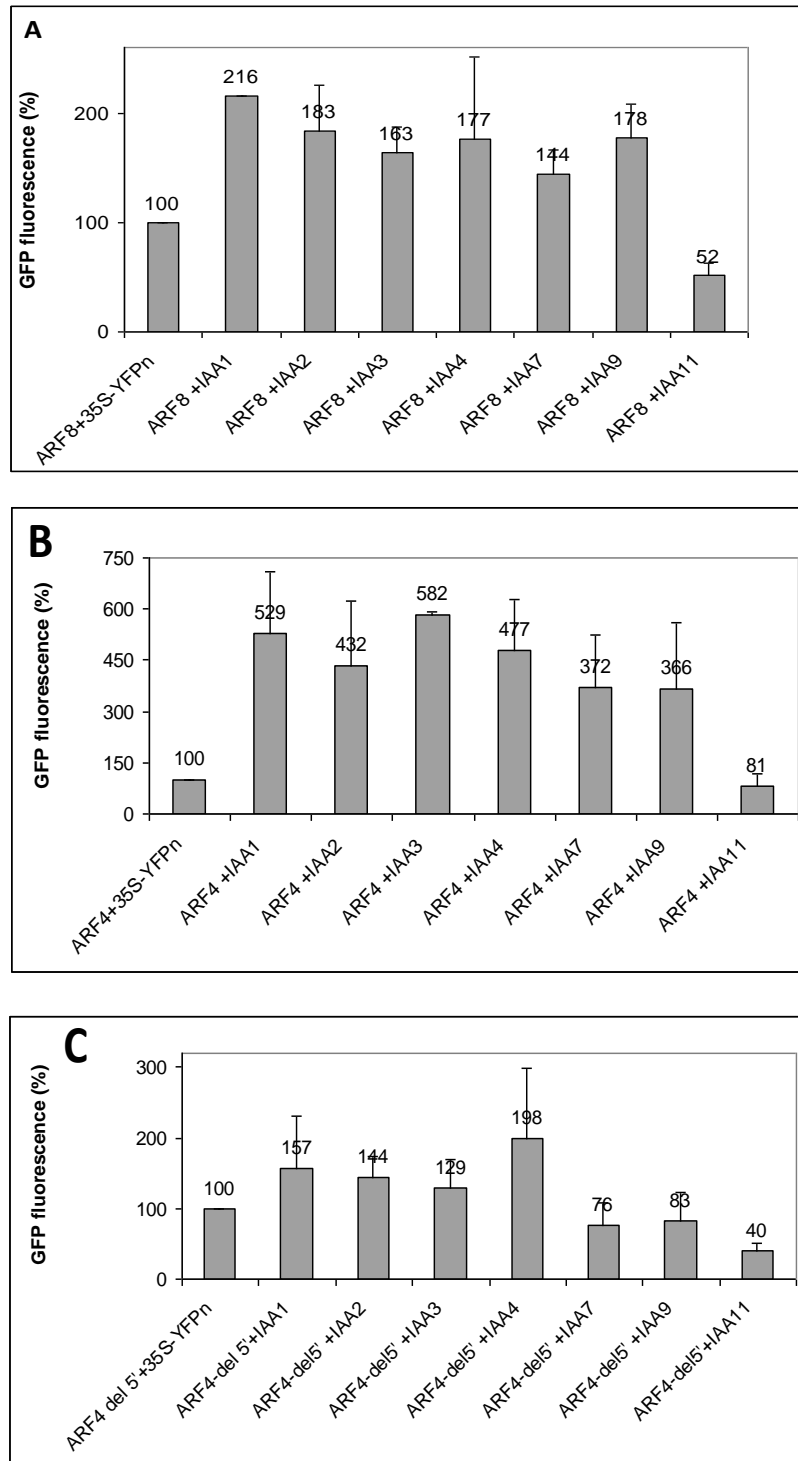 A
GFP fluorescence (%)
200
100
0
100
216
183
163
177
144
178
52
ARF8+35S-YFPn
ARF8 +IAA1
ARF8 +IAA2
ARF8 +IAA3
ARF8 +IAA4
ARF8 +IAA7
ARF8 +IAA9
ARF8 +IAA11
B
GFP fluorescence (%)
750
600
450
300
150
0
100
529
432
582
477
372
366
81
ARF4+35S-YFPn
ARF4 +IAA1
ARF4 +IAA2
ARF4 +IAA3
ARF4 +IAA4
ARF4 +IAA7
ARF4 +IAA9
ARF4 +IAA11
C
GFP fluorescence (%)
300
200
100
0
100
157
144
129
198
76
83
40
ARF4 del 5'+35S-YFPn
ARF4-del 5'+IAA1
ARF4-del5' +IAA2
ARF4-del5' +IAA3
ARF4-del5' +IAA4
ARF4-del5' +IAA7
ARF4-del5' +IAA9
ARF4-del5'+IAA11